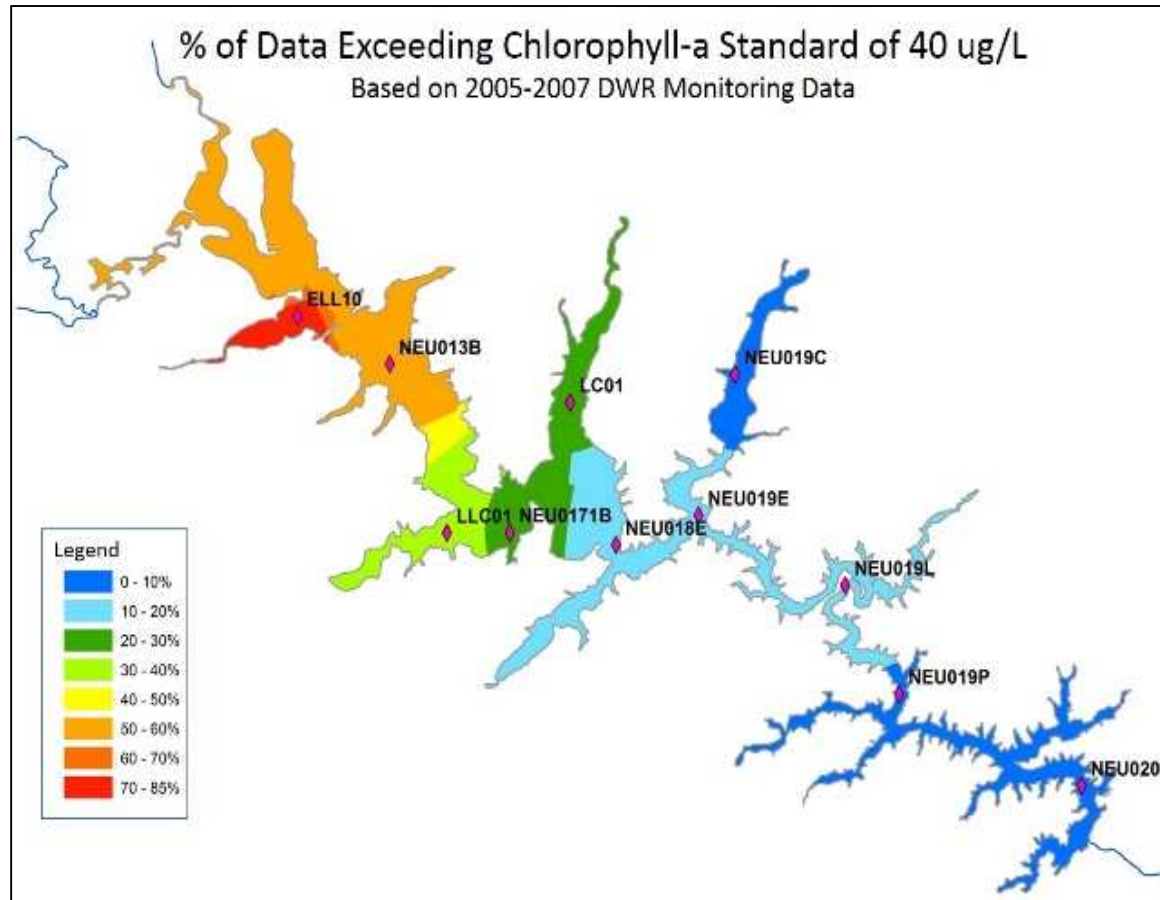 % of Data Exceeding Chlorophyll-a Standard of 40 ug/L
Based on 2005-2007 DWR Monitoring Data
ELL10
NEU013B
NEU019C
LC01
NEU019E
LLC01
NEU0171B
NEU018E
NEU019L
NEU019P
NEU020
Legend
0 - 10%
10 - 20%
20 - 30%
30 - 40%
40 - 50%
50 - 60%
60 - 70%
70 - 85%